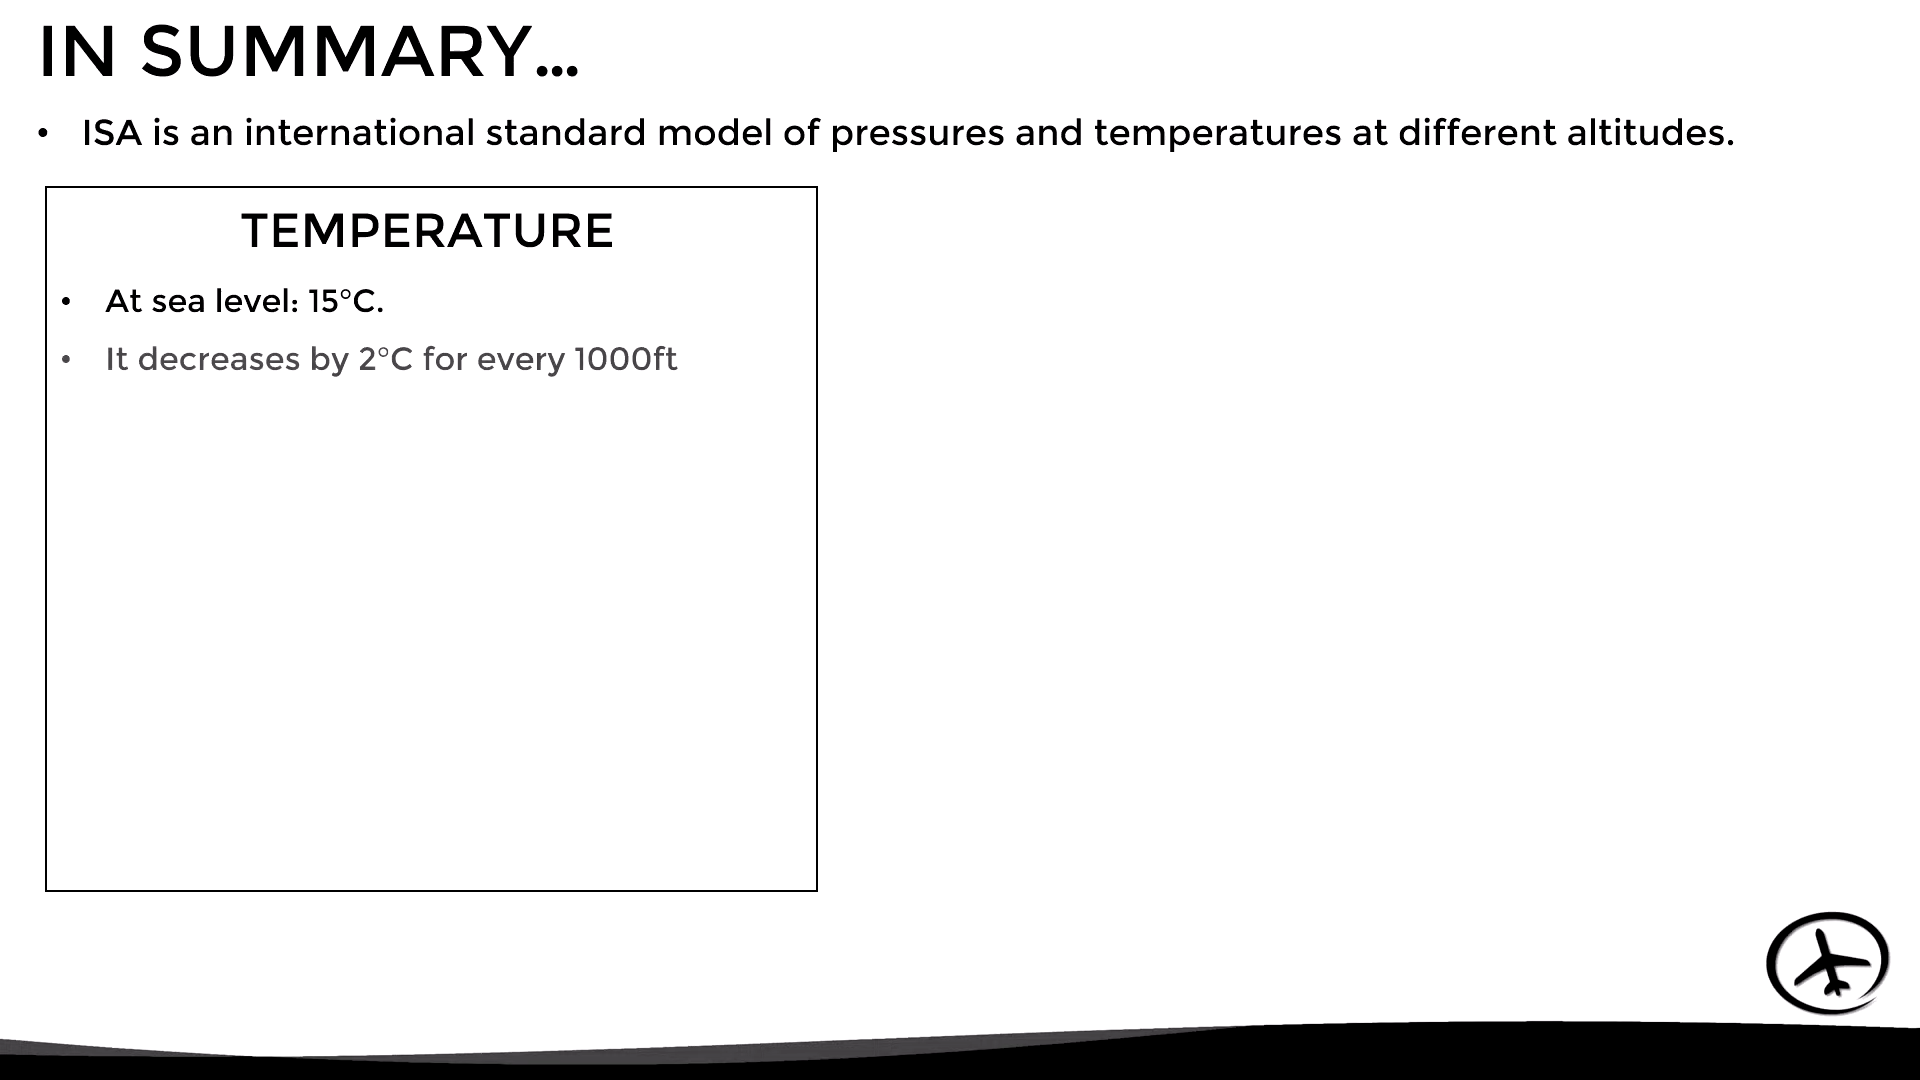 IN SUMMARY...
• ISA is an international standard model of pressures and temperatures at different altitudes.
TEMPERATURE
• At sea level: 15°C.
• It decreases by 2°C for every 1000ft